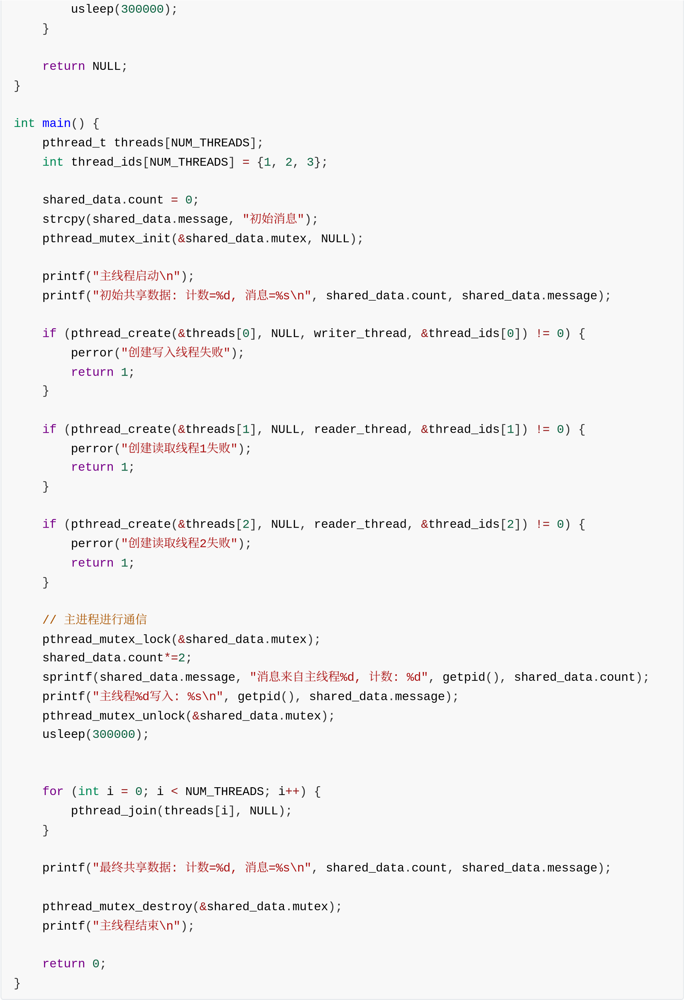 usleep(300000);
    }

    return NULL;
}

int main() {
    pthread_t threads[NUM_THREADS];
    int thread_ids[NUM_THREADS] = {1, 2, 3};

    shared_data.count = 0;
    strcpy(shared_data.message, "初始消息");
    pthread_mutex_init(&shared_data.mutex, NULL);

    printf("主线程启动\n");
    printf("初始共享数据: 计数=%d, 消息=%s\n", shared_data.count, shared_data.message);

    if (pthread_create(&threads[0], NULL, writer_thread, &thread_ids[0]) != 0) {
        perror("创建写入线程失败");
        return 1;
    }

    if (pthread_create(&threads[1], NULL, reader_thread, &thread_ids[1]) != 0) {
        perror("创建读取线程1失败");
        return 1;
    }

    if (pthread_create(&threads[2], NULL, reader_thread, &thread_ids[2]) != 0) {
        perror("创建读取线程2失败");
        return 1;
    }

    // 主进程进行通信
    pthread_mutex_lock(&shared_data.mutex);
    shared_data.count*=2;
    sprintf(shared_data.message, "消息来自主线程%d, 计数: %d", getpid(), shared_data.count);
    printf("主线程%d写入: %s\n", getpid(), shared_data.message);
    pthread_mutex_unlock(&shared_data.mutex);
    usleep(300000);


    for (int i = 0; i < NUM_THREADS; i++) {
        pthread_join(threads[i], NULL);
    }

    printf("最终共享数据: 计数=%d, 消息=%s\n", shared_data.count, shared_data.message);

    pthread_mutex_destroy(&shared_data.mutex);
    printf("主线程结束\n");

    return 0;
}